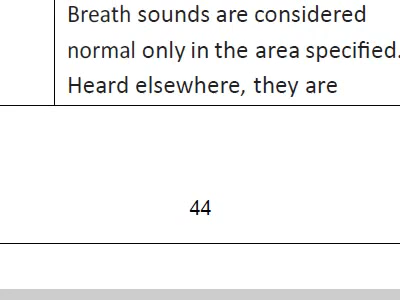 Breath sounds are considered
normal only in the area specified.
Heard elsewhere, they are
44